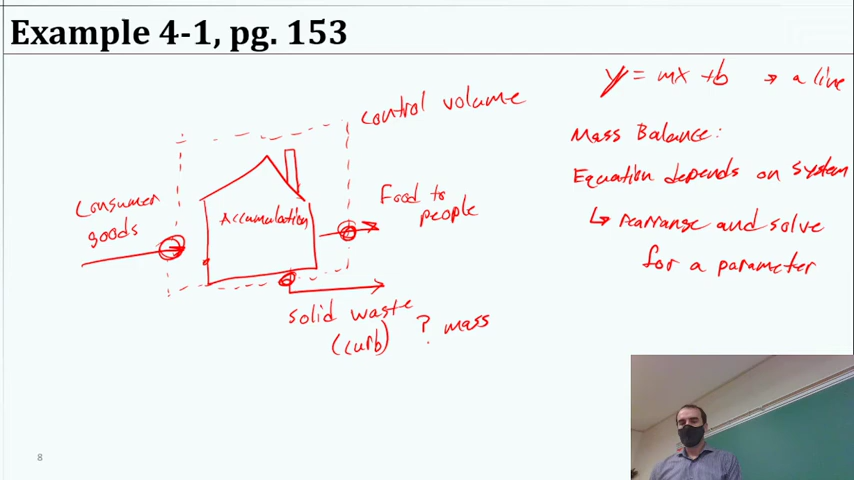 Example 4-1, pg. 153
y = mx + b → a line
control volume
Mass Balance:
Equation depends on system
↳ rearrange and solve
for a parameter
Consumer
goods
Accumulation
Food to
people
solid waste
(curb) ? mass
8